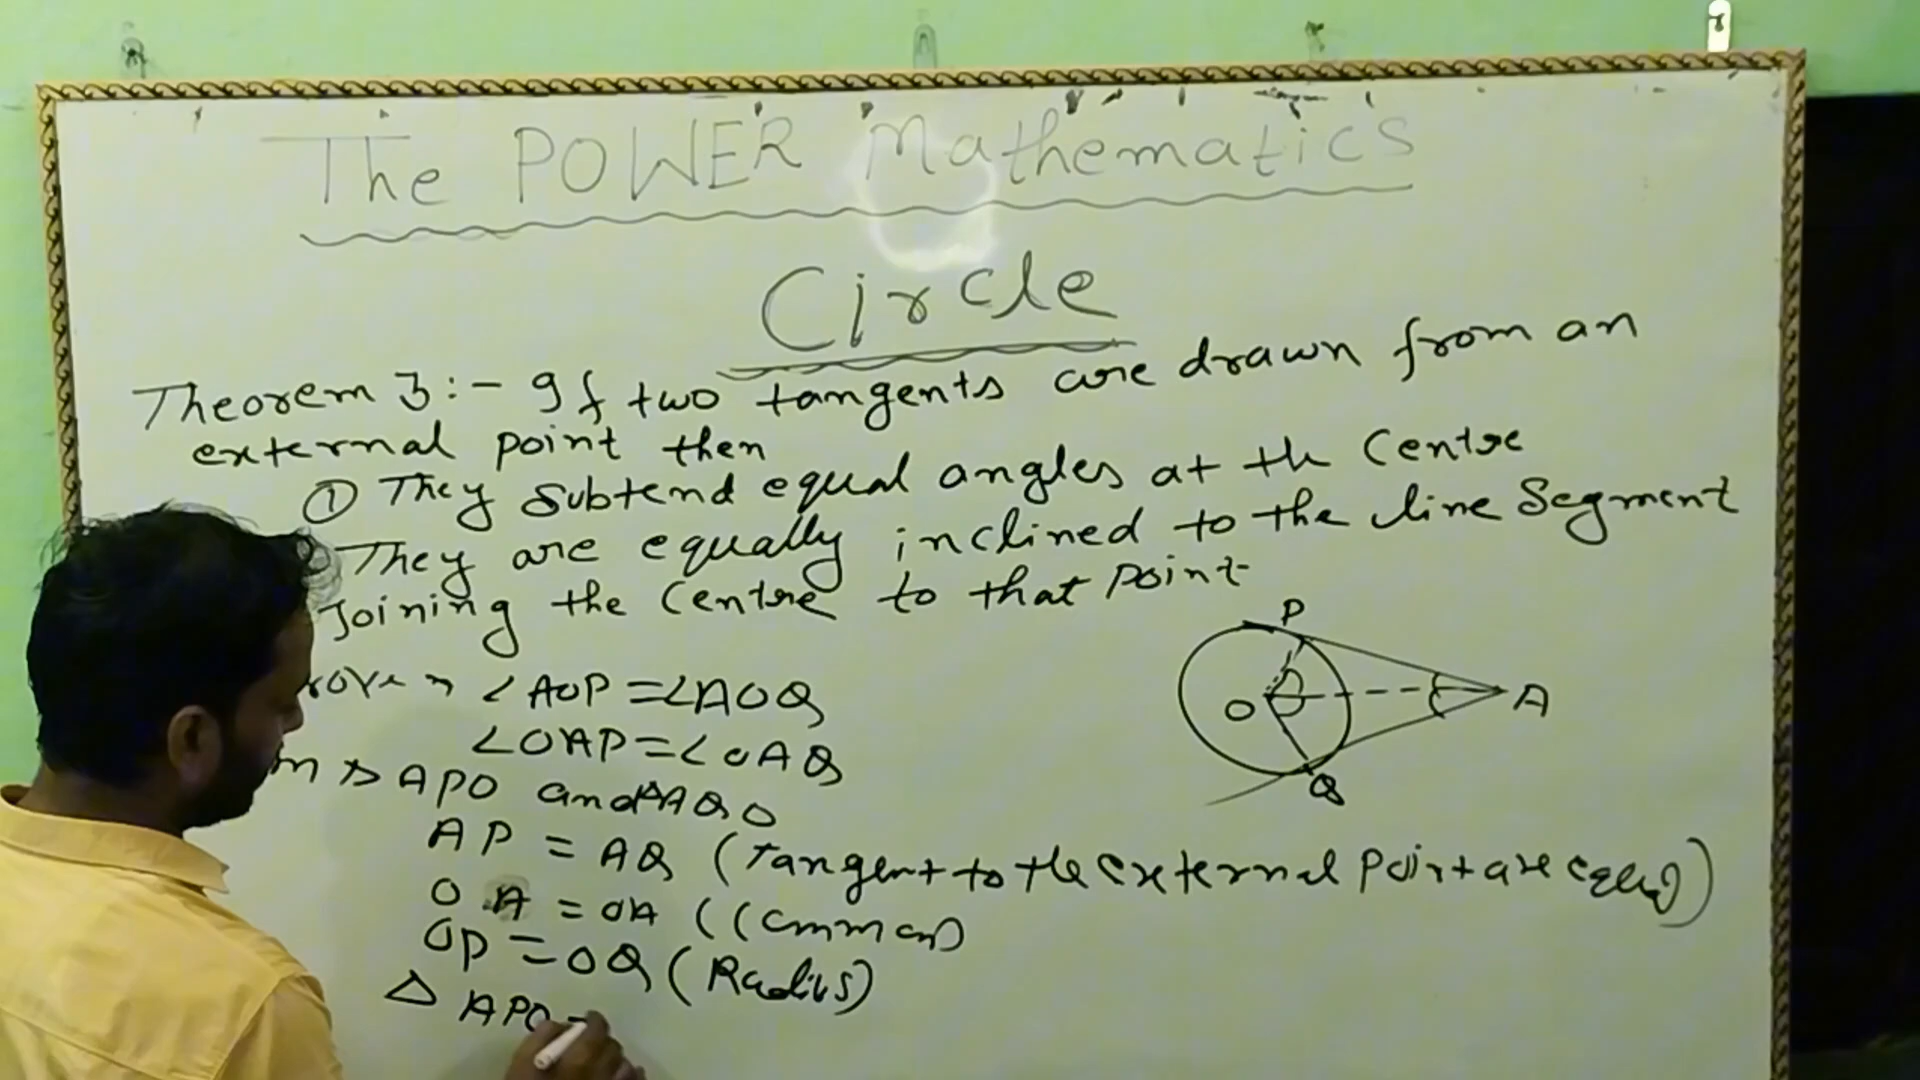 The POWER Mathematics
Circle
Theorem 3:- If two tangents are drawn from an
external point then
① They subtend equal angles at the Centre
They are equally inclined to the line Segment
Joining the Centre to that point
∠AOP = ∠AOQ
∠OAP = ∠OAQ
△ APO and △AQO
AP = AQ (Tangent to the external point are equal)
OA = OA (Common)
OP = OQ (Radius)
△ APO
P
O
A
Q